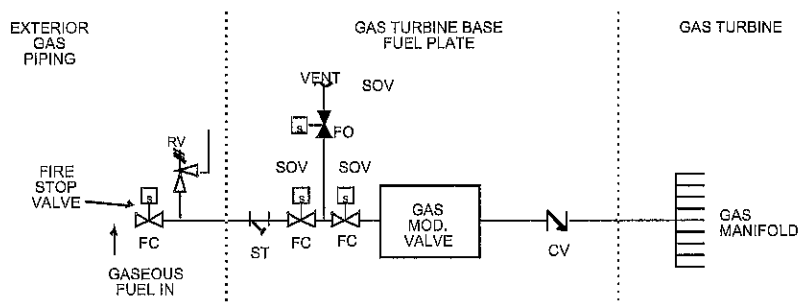 EXTERIOR
GAS
PIPING
GAS TURBINE BASE
FUEL PLATE
GAS TURBINE
VENT
SOV
S
FO
RV
FIRE
STOP
VALVE
S
SOV
SOV
S
S
GAS
MOD.
VALVE
GAS
MANIFOLD
FC
ST
FC
FC
CV
GASEOUS
FUEL IN